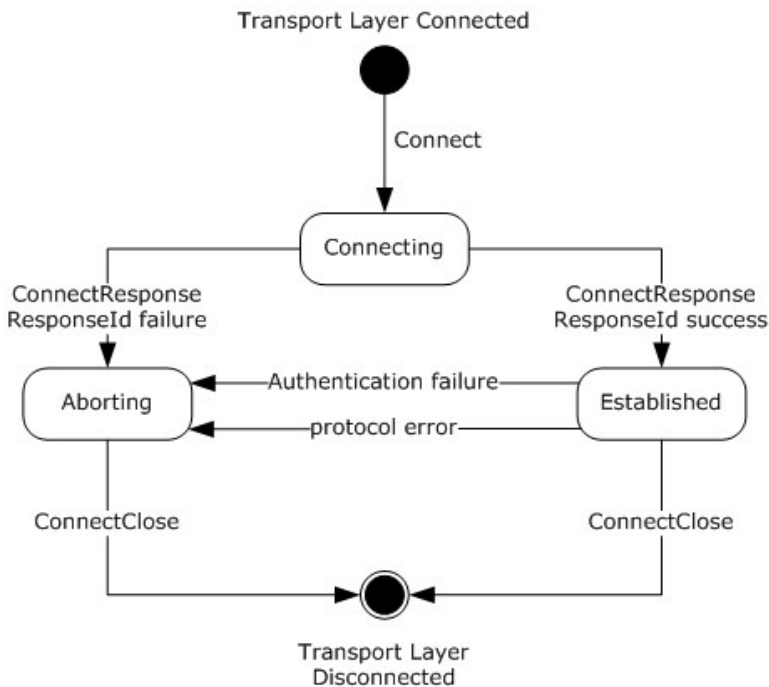 Transport Layer Connected
Connect
Connecting
ConnectResponse
ResponseId failure
ConnectResponse
ResponseId success
Aborting
Authentication failure
protocol error
Established
ConnectClose
ConnectClose
Transport Layer
Disconnected